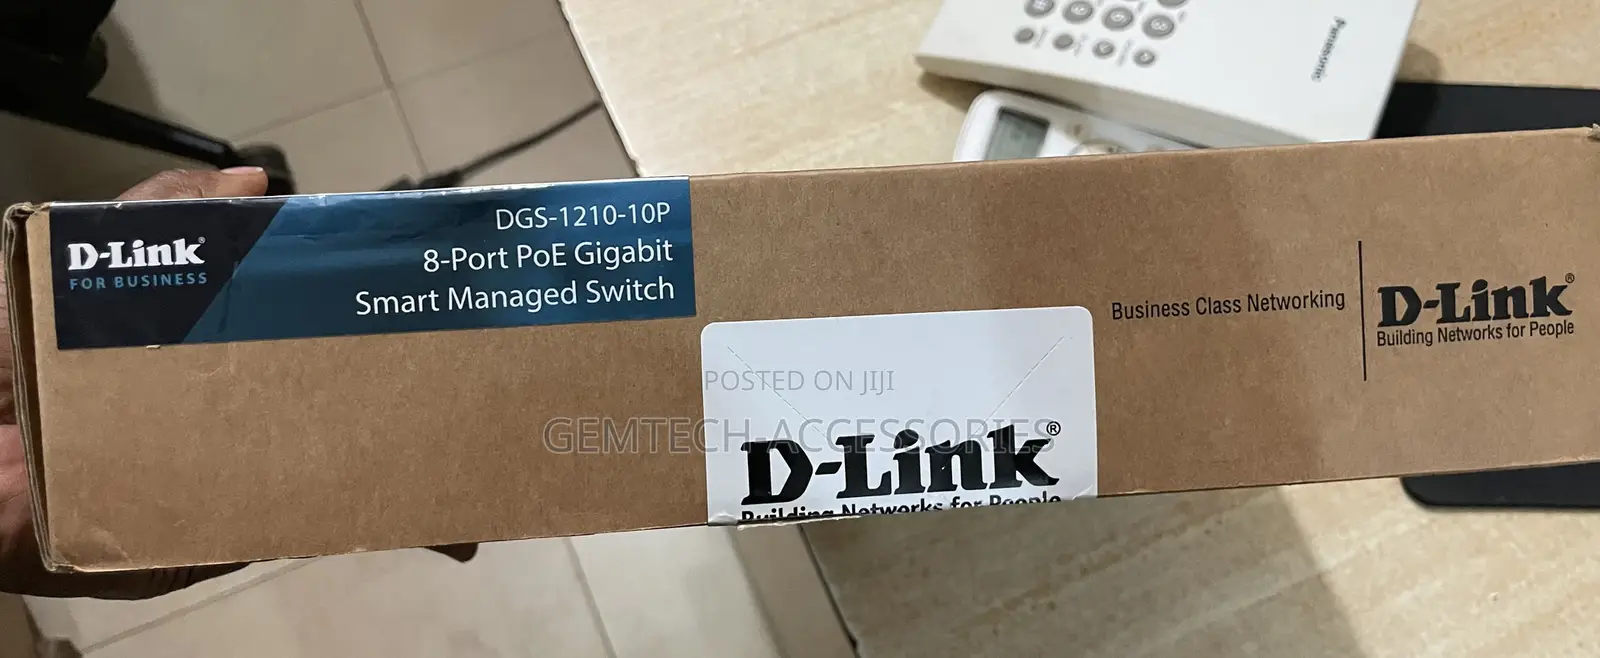 Panasonic
D-Link®
FOR BUSINESS
DGS-1210-10P
8-Port PoE Gigabit
Smart Managed Switch
Business Class Networking
D-Link®
Building Networks for People
POSTED ON JIJI
GEMTECH-ACCESSORIES
D-Link®
Building Networks for People